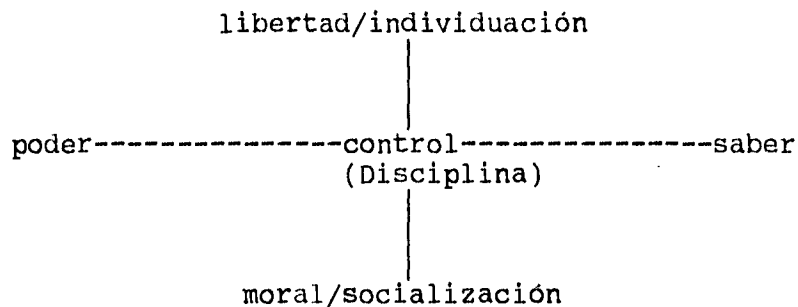 libertad/individuación
poder---------------control---------------saber
(Disciplina)
moral/socialización